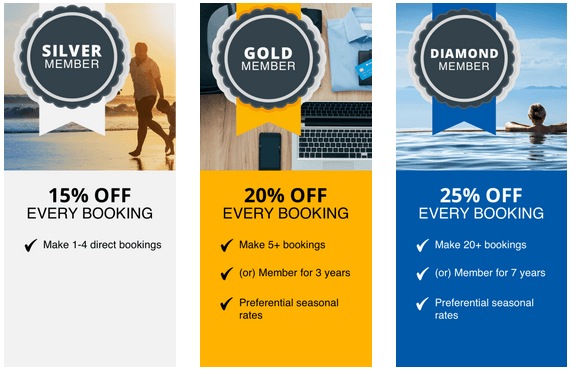 SILVER
MEMBER
15% OFF
EVERY BOOKING
Make 1-4 direct bookings
GOLD
MEMBER
20% OFF
EVERY BOOKING
Make 5+ bookings
(or) Member for 3 years
Preferential seasonal
rates
DIAMOND
MEMBER
25% OFF
EVERY BOOKING
Make 20+ bookings
(or) Member for 7 years
Preferential seasonal
rates